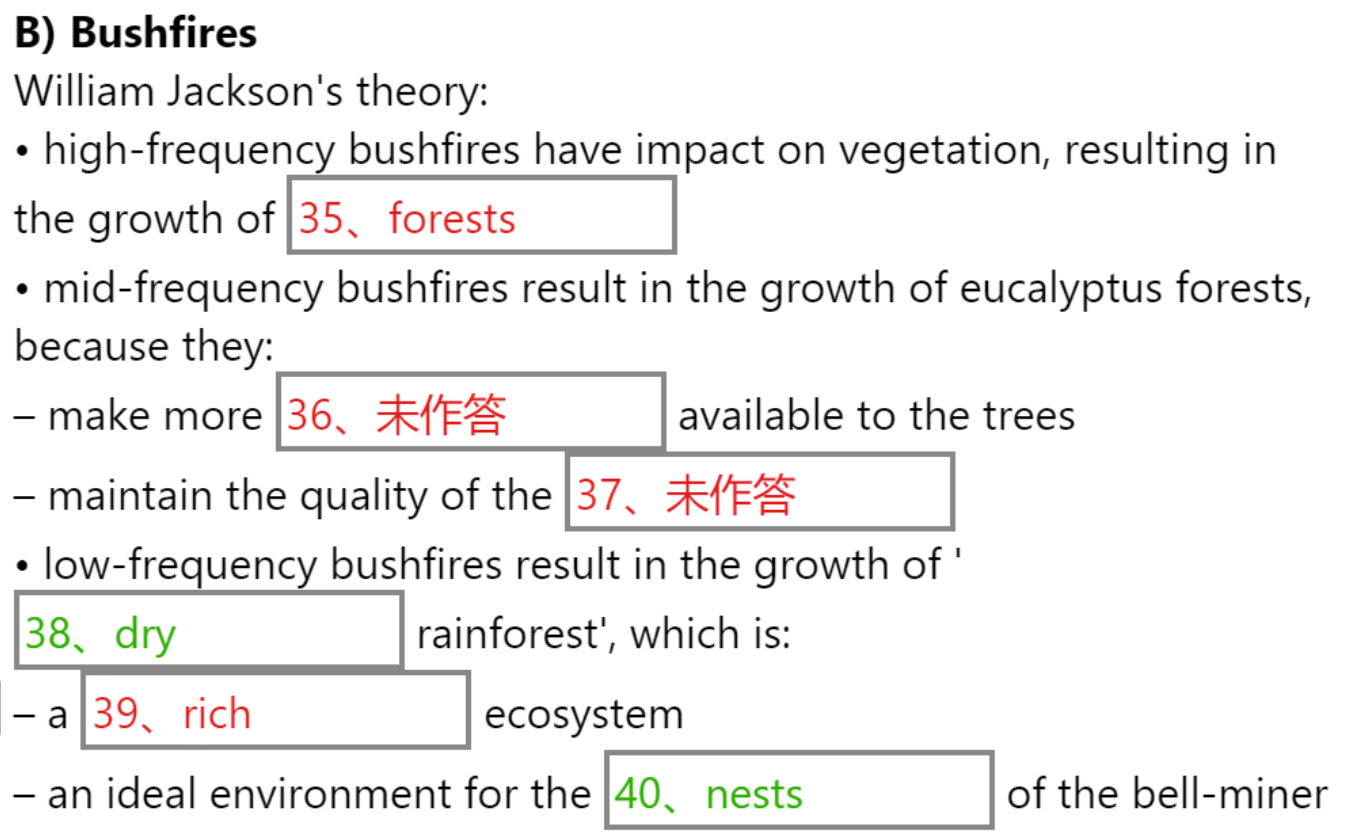 B) Bushfires
William Jackson's theory:
• high-frequency bushfires have impact on vegetation, resulting in
the growth of 35、forests
• mid-frequency bushfires result in the growth of eucalyptus forests,
because they:
– make more 36、未作答 available to the trees
– maintain the quality of the 37、未作答
• low-frequency bushfires result in the growth of '
38、dry rainforest', which is:
– a 39、rich ecosystem
– an ideal environment for the 40、nests of the bell-miner